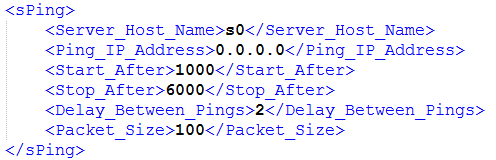 <sPing>
<Server_Host_Name>s0</Server_Host_Name>
<Ping_IP_Address>0.0.0.0</Ping_IP_Address>
<Start_After>1000</Start_After>
<Stop_After>6000</Stop_After>
<Delay_Between_Pings>2</Delay_Between_Pings>
<Packet_Size>100</Packet_Size>
</sPing>